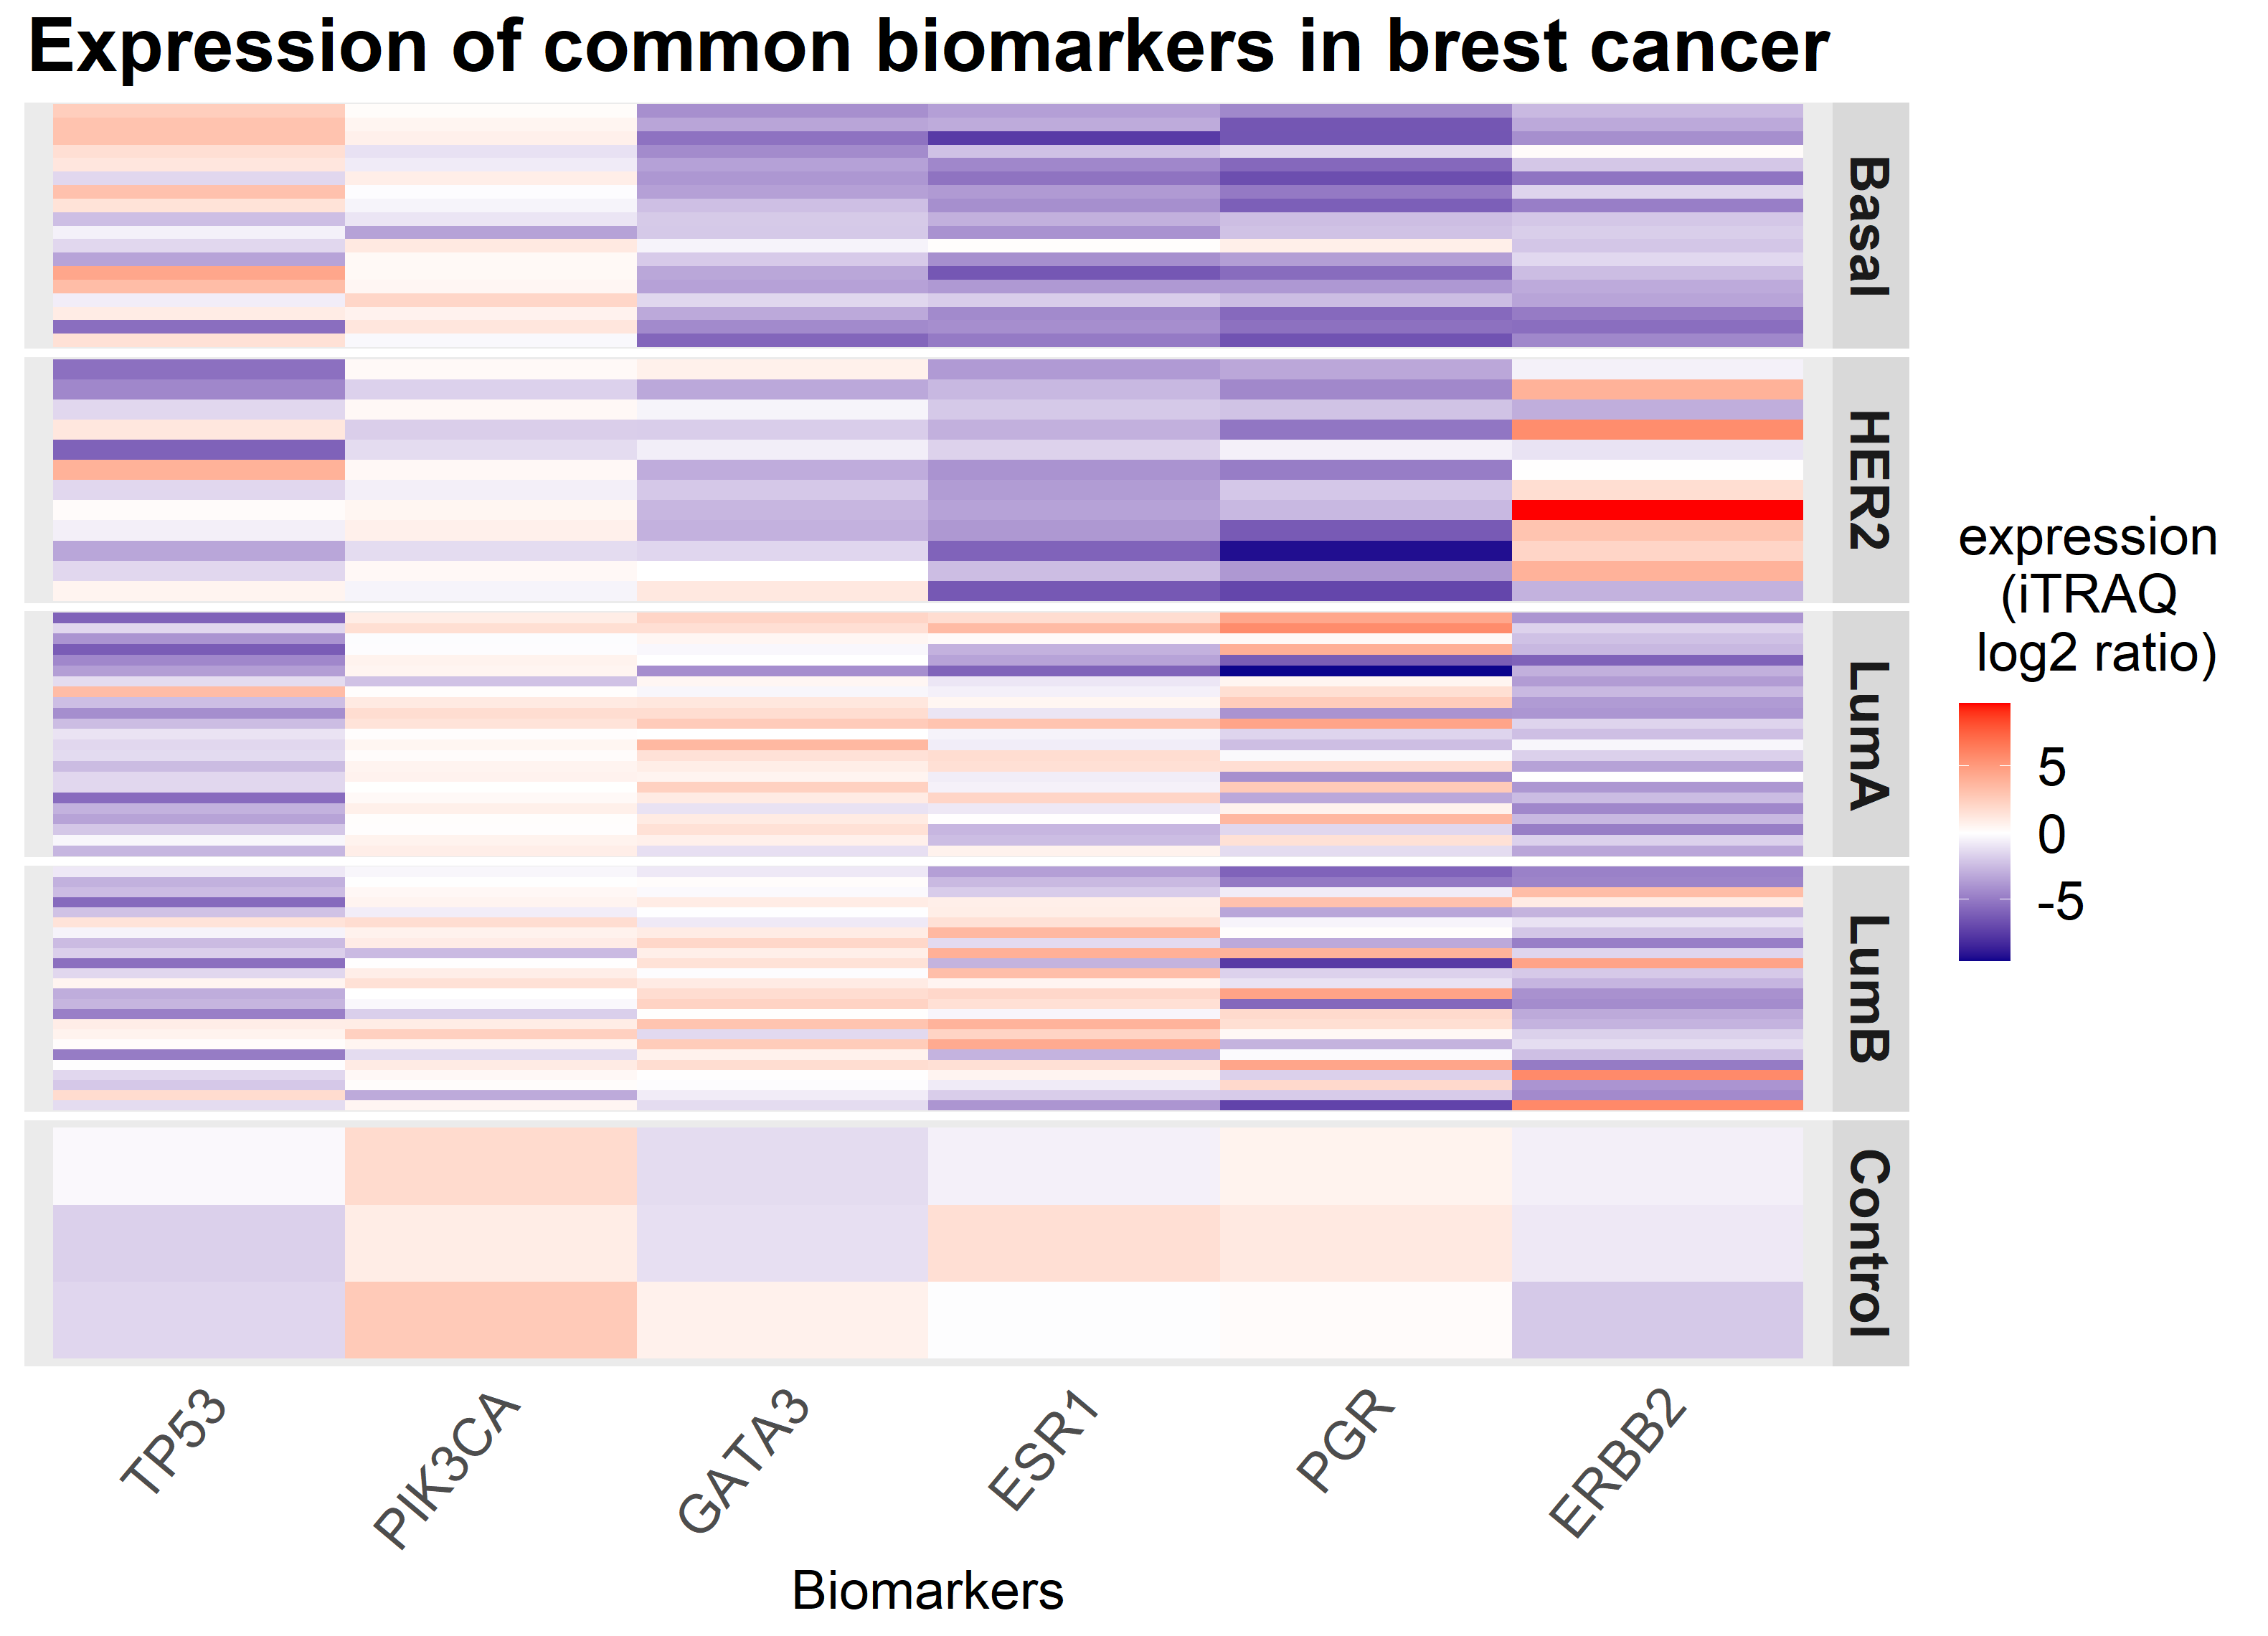 Expression of common biomarkers in brest cancer
Basal
HER2
LumA
LumB
Control
expression
(iTRAQ
log2 ratio)
5
0
-5
TP53
PIK3CA
GATA3
ESR1
PGR
ERBB2
Biomarkers